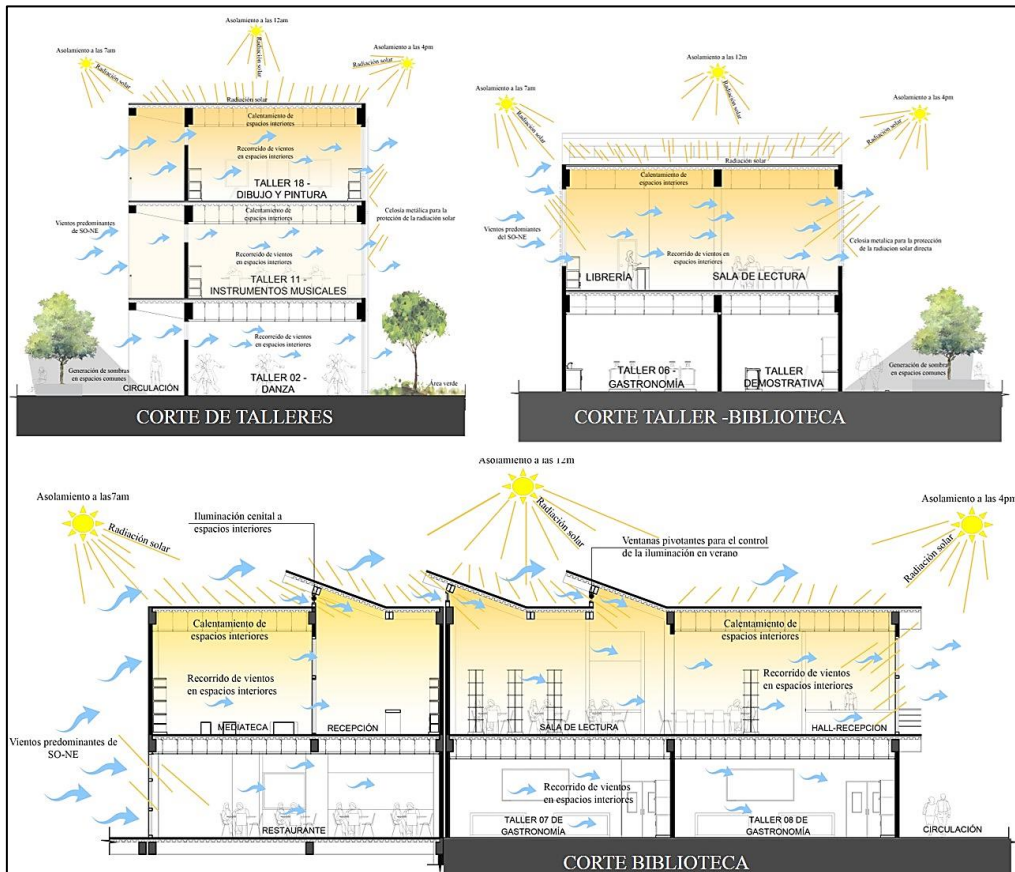 Asolamiento a las 12am
Asolamiento a las 7am
Asolamiento a las 4pm
Radiación solar
Radiación solar
Radiación solar
Calentamiento de
espacios interiores
Recorrido de vientos
en espacios interiores
TALLER 18 -
DIBUJO Y PINTURA
Calentamiento de
espacios interiores
Vientos predominantes
de SO-NE
Celosía metálica para la
proteción de la radiación solar
Recorrido de vientos
en espacios interiores
TALLER 11 -
INSTRUMENTOS MUSICALES
Recorrido de vientos
en espacios interiores
Generación de sombras
en espacios comunes
CIRCULACIÓN
TALLER 02 -
DANZA
Área verde
CORTE DE TALLERES
Asolamiento a las 12m
Asolamiento a las 7am
Asolamiento a las 4pm
Radiación solar
Radiación solar
Radiación solar
Calentamiento de
espacios interiores
Vientos predominantes
del SO-NE
Recorrido de vientos en
espacios interiores
Celosía metálica para la protección
de la radiacion solar directa
LIBRERÍA
SALA DE LECTURA
TALLER 06 -
GASTRONOMÍA
TALLER
DEMOSTRATIVA
Generación de sombras
en espacios comunes
CORTE TALLER -BIBLIOTECA
Asolamiento a las 12m
Asolamiento a las7am
Asolamiento a las 4pm
Radiación solar
Radiación solar
Radiación solar
Iluminación cenital a
espacios interiores
Ventanas pivotantes para el control
de la iluminación en verano
Calentamiento de
espacios interiores
Calentamiento de
espacios interiores
Recorrido de vientos
en espacios interiores
Recorrido de vientos
en espacios interiores
MEDIATECA
RECEPCIÓN
SALA DE LECTURA
HALL-RECEPCION
Vientos predominantes de
SO-NE
Recorrido de vientos
en espacios interiores
RESTAURANTE
TALLER 07 DE
GASTRONOMÍA
TALLER 08 DE
GASTRONOMÍA
CIRCULACIÓN
CORTE BIBLIOTECA